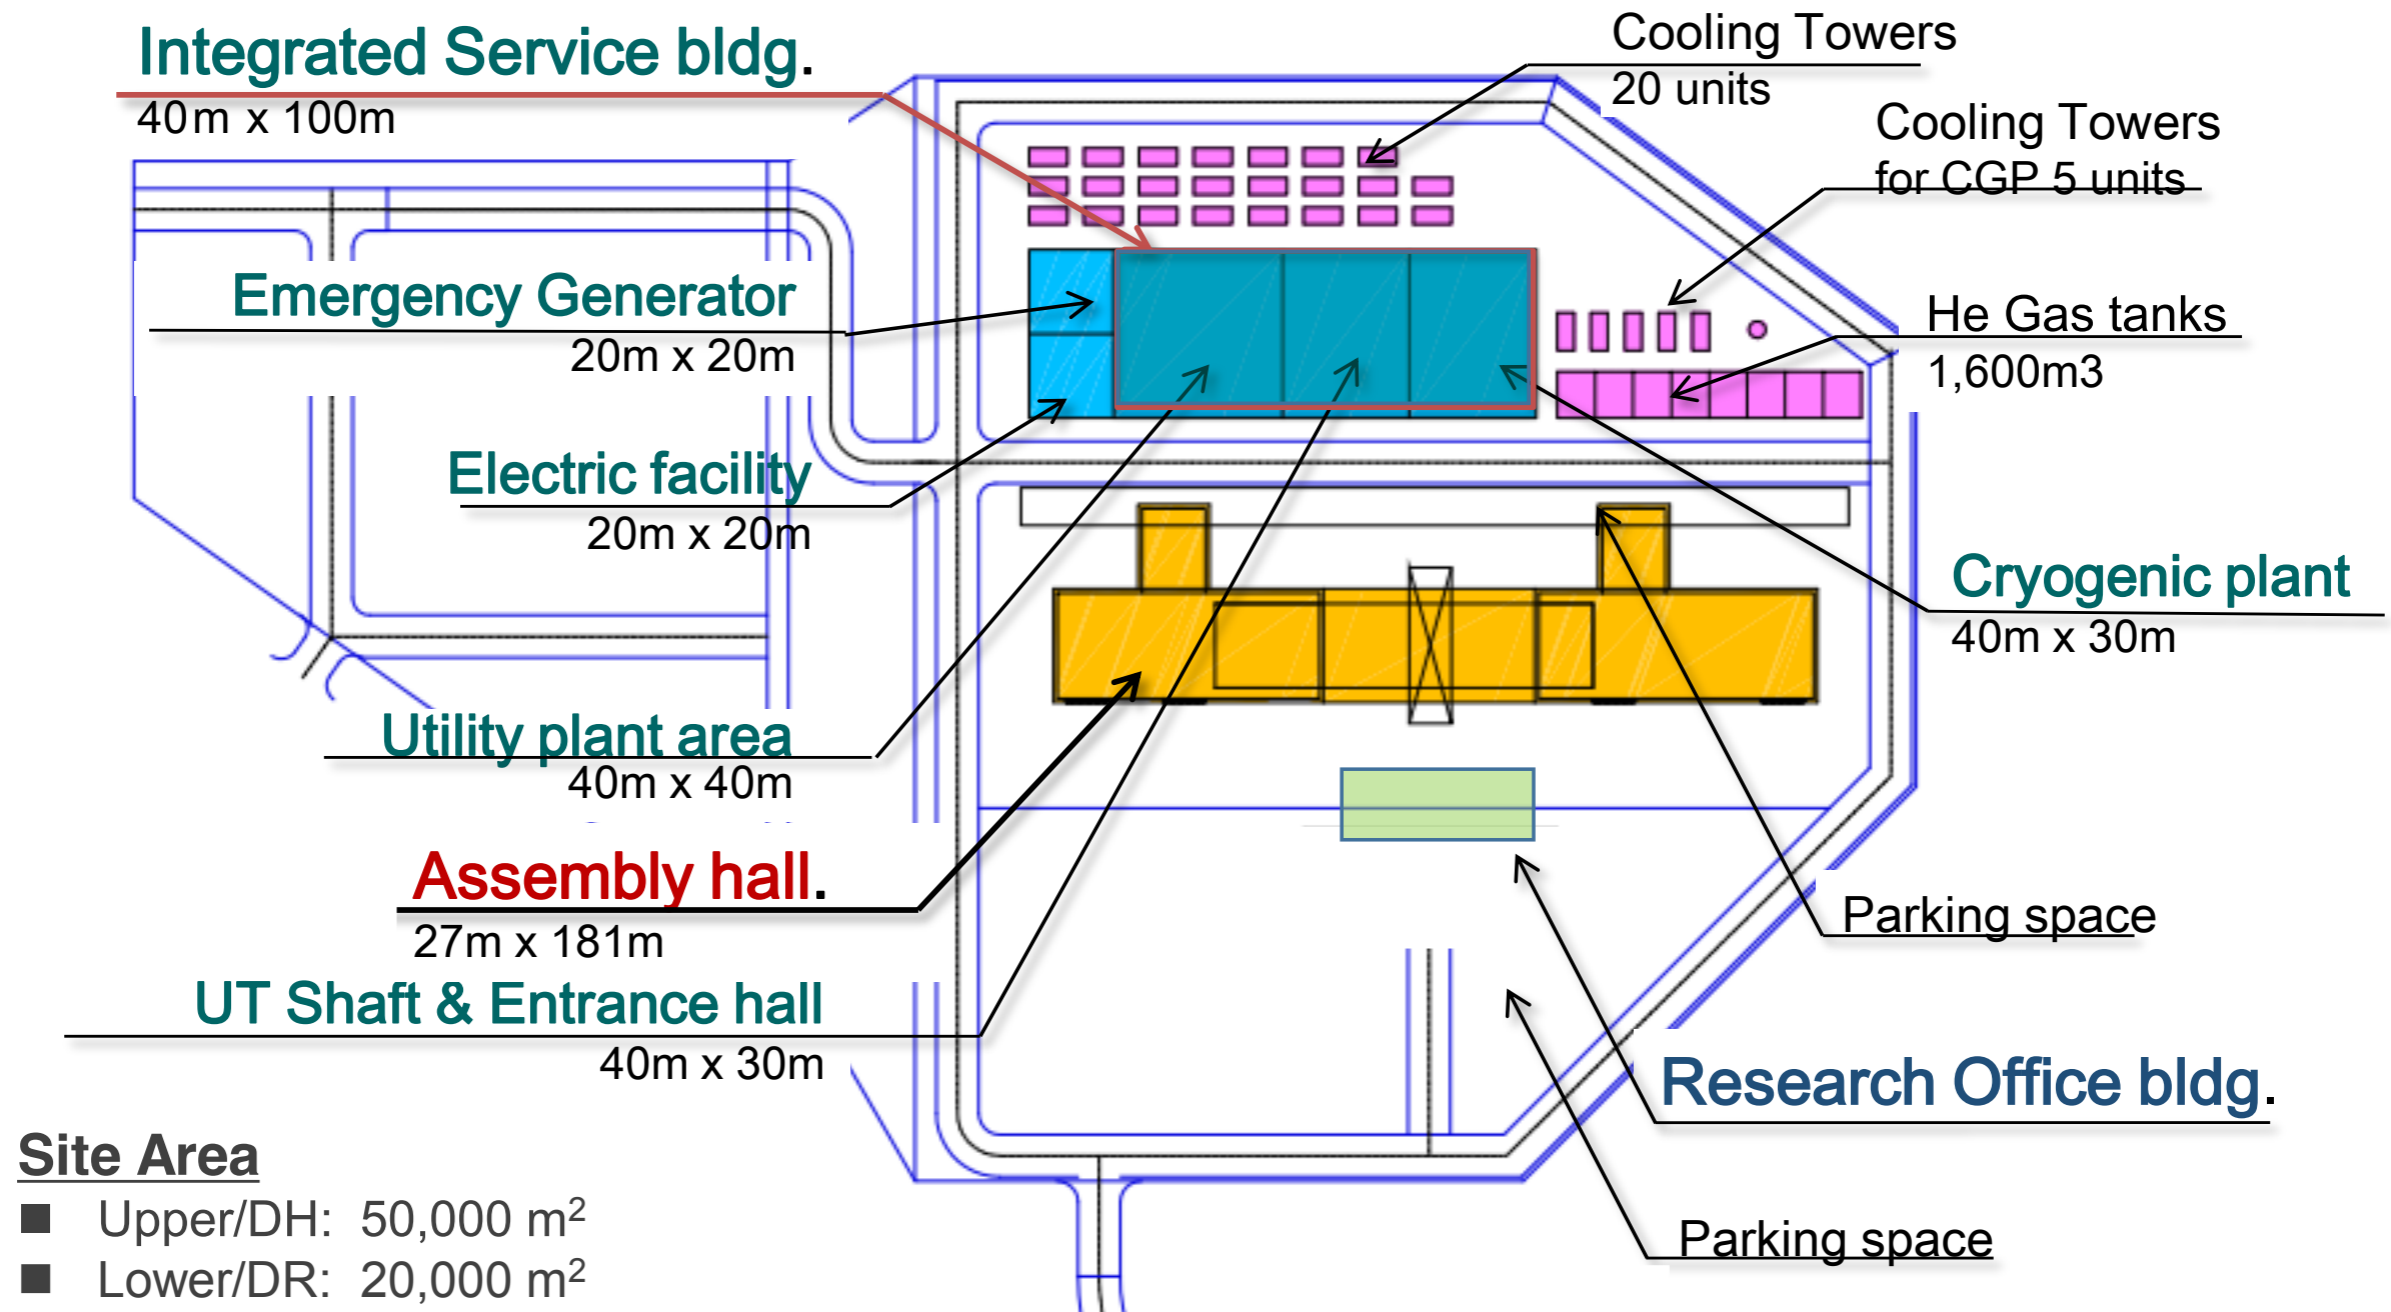 Integrated Service bldg.
40m x 100m
Cooling Towers
20 units
Cooling Towers
for CGP 5 units
Emergency Generator
20m x 20m
He Gas tanks
1,600m3
Electric facility
20m x 20m
Cryogenic plant
40m x 30m
Utility plant area
40m x 40m
Assembly hall.
27m x 181m
Parking space
UT Shaft & Entrance hall
40m x 30m
Research Office bldg.
Parking space
Site Area
■ Upper/DH: 50,000 m²
■ Lower/DR: 20,000 m²